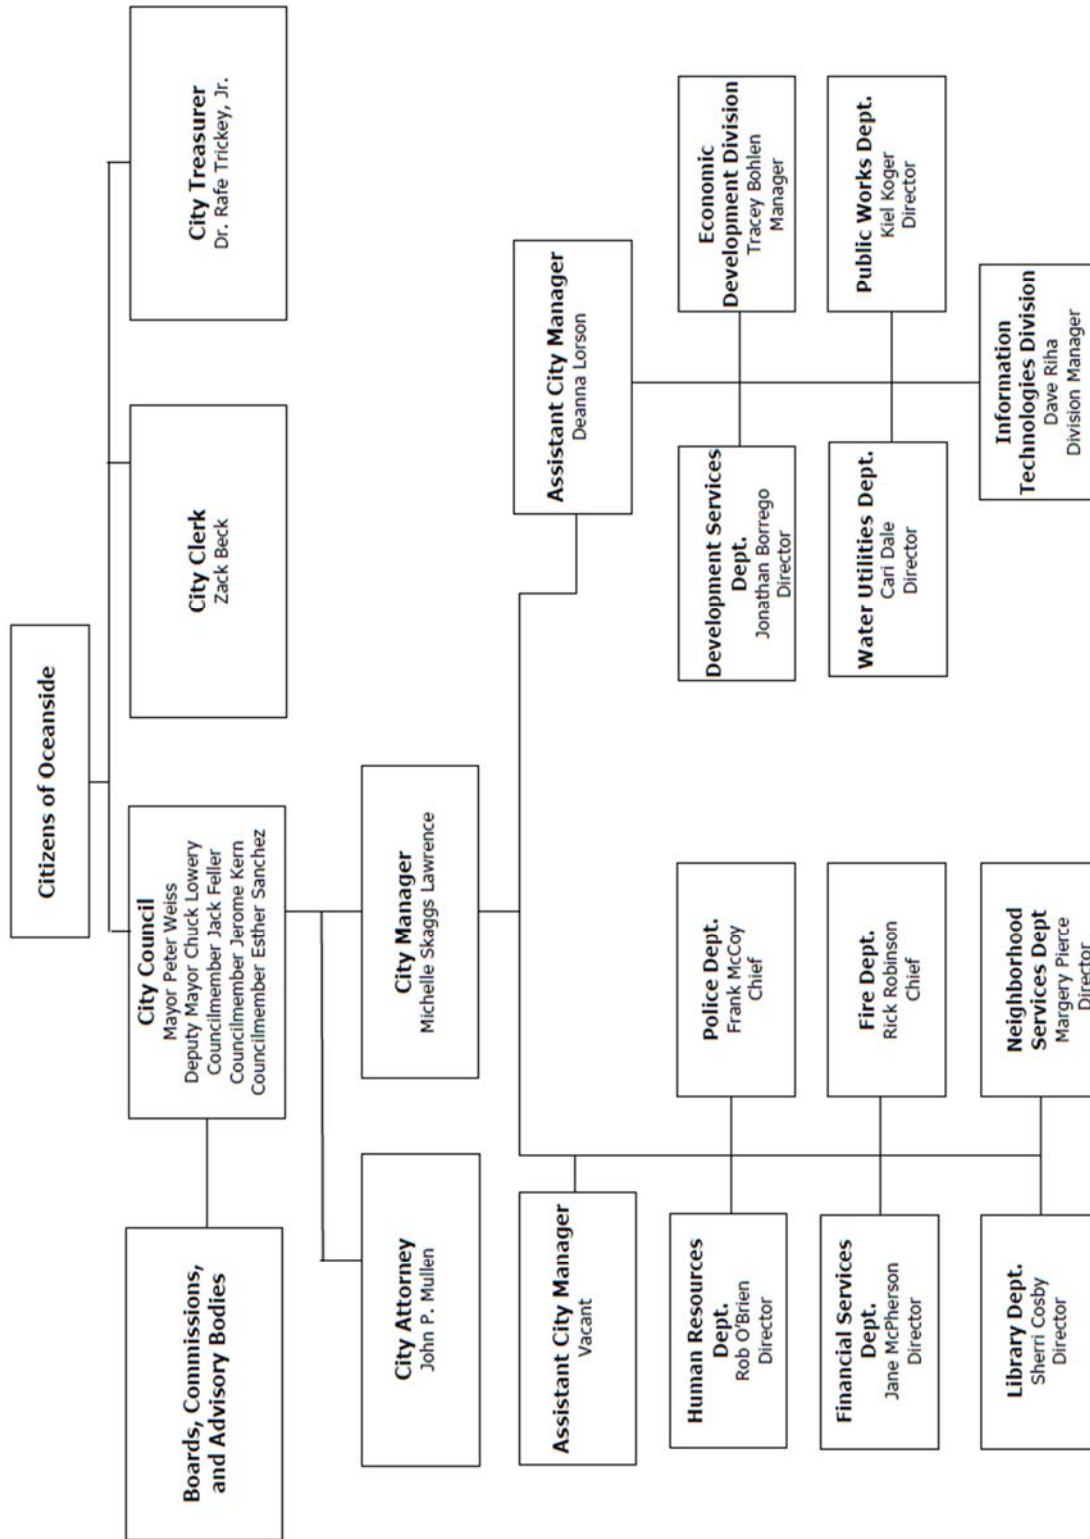 Citizens of Oceanside
Boards, Commissions,
and Advisory Bodies
City Council
Mayor Peter Weiss
Deputy Mayor Chuck Lowery
Councilmember Jack Feller
Councilmember Jerome Kern
Councilmember Esther Sanchez
City Clerk
Zack Beck
City Treasurer
Dr. Rafe Trickey, Jr.
City Attorney
John P. Mullen
City Manager
Michelle Skaggs Lawrence
Assistant City Manager
Vacant
Assistant City Manager
Deanna Lorson
Human Resources
Dept.
Rob O'Brien
Director
Police Dept.
Frank McCoy
Chief
Development Services
Dept.
Jonathan Borrego
Director
Economic
Development Division
Tracey Bohlen
Manager
Financial Services
Dept.
Jane McPherson
Director
Fire Dept.
Rick Robinson
Chief
Water Utilities Dept.
Cari Dale
Director
Public Works Dept.
Kiel Koger
Director
Library Dept.
Sherri Cosby
Director
Neighborhood
Services Dept
Margery Pierce
Director
Information
Technologies Division
Dave Riha
Division Manager